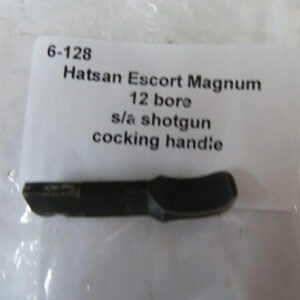 6-128
Hatsan Escort Magnum
12 bore
s/a shotgun
cocking handle